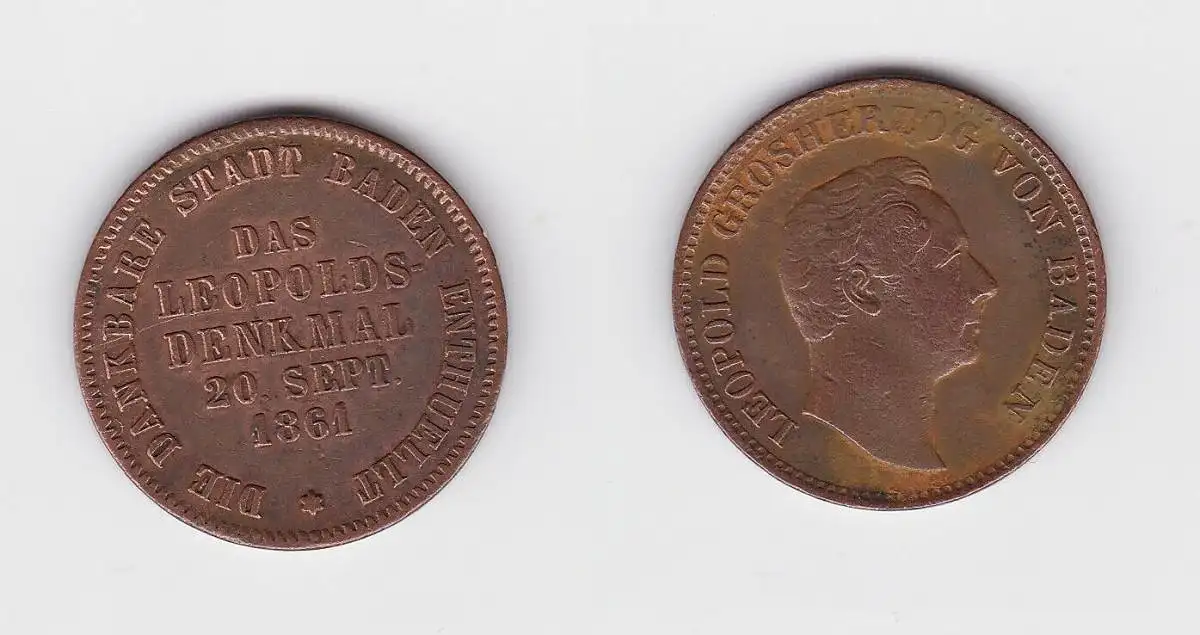 DIE DANKBARE STADT BADEN ENTHUELLT
DAS
LEOPOLDS-
DENKMAL
20. SEPT.
1861
LEOPOLD GROSHERZOG VON BADEN